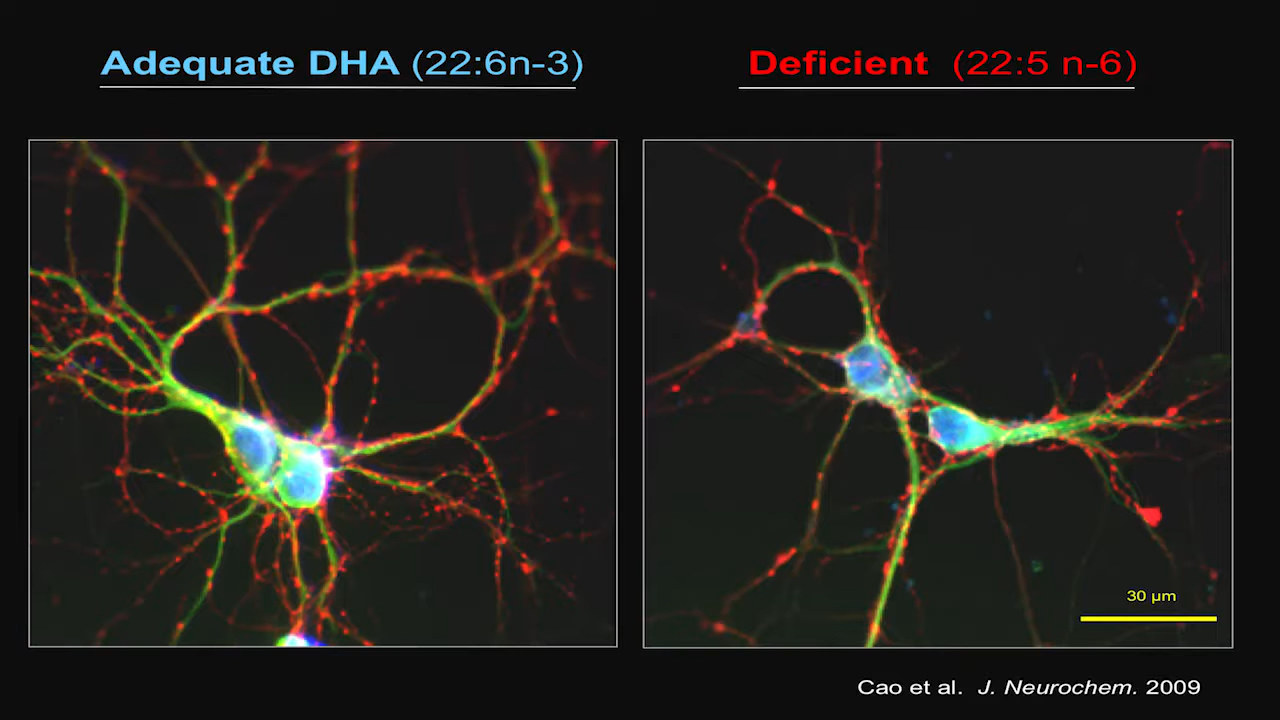 Adequate DHA (22:6n-3)
Deficient (22:5 n-6)
30 µm
Cao et al. J. Neurochem. 2009